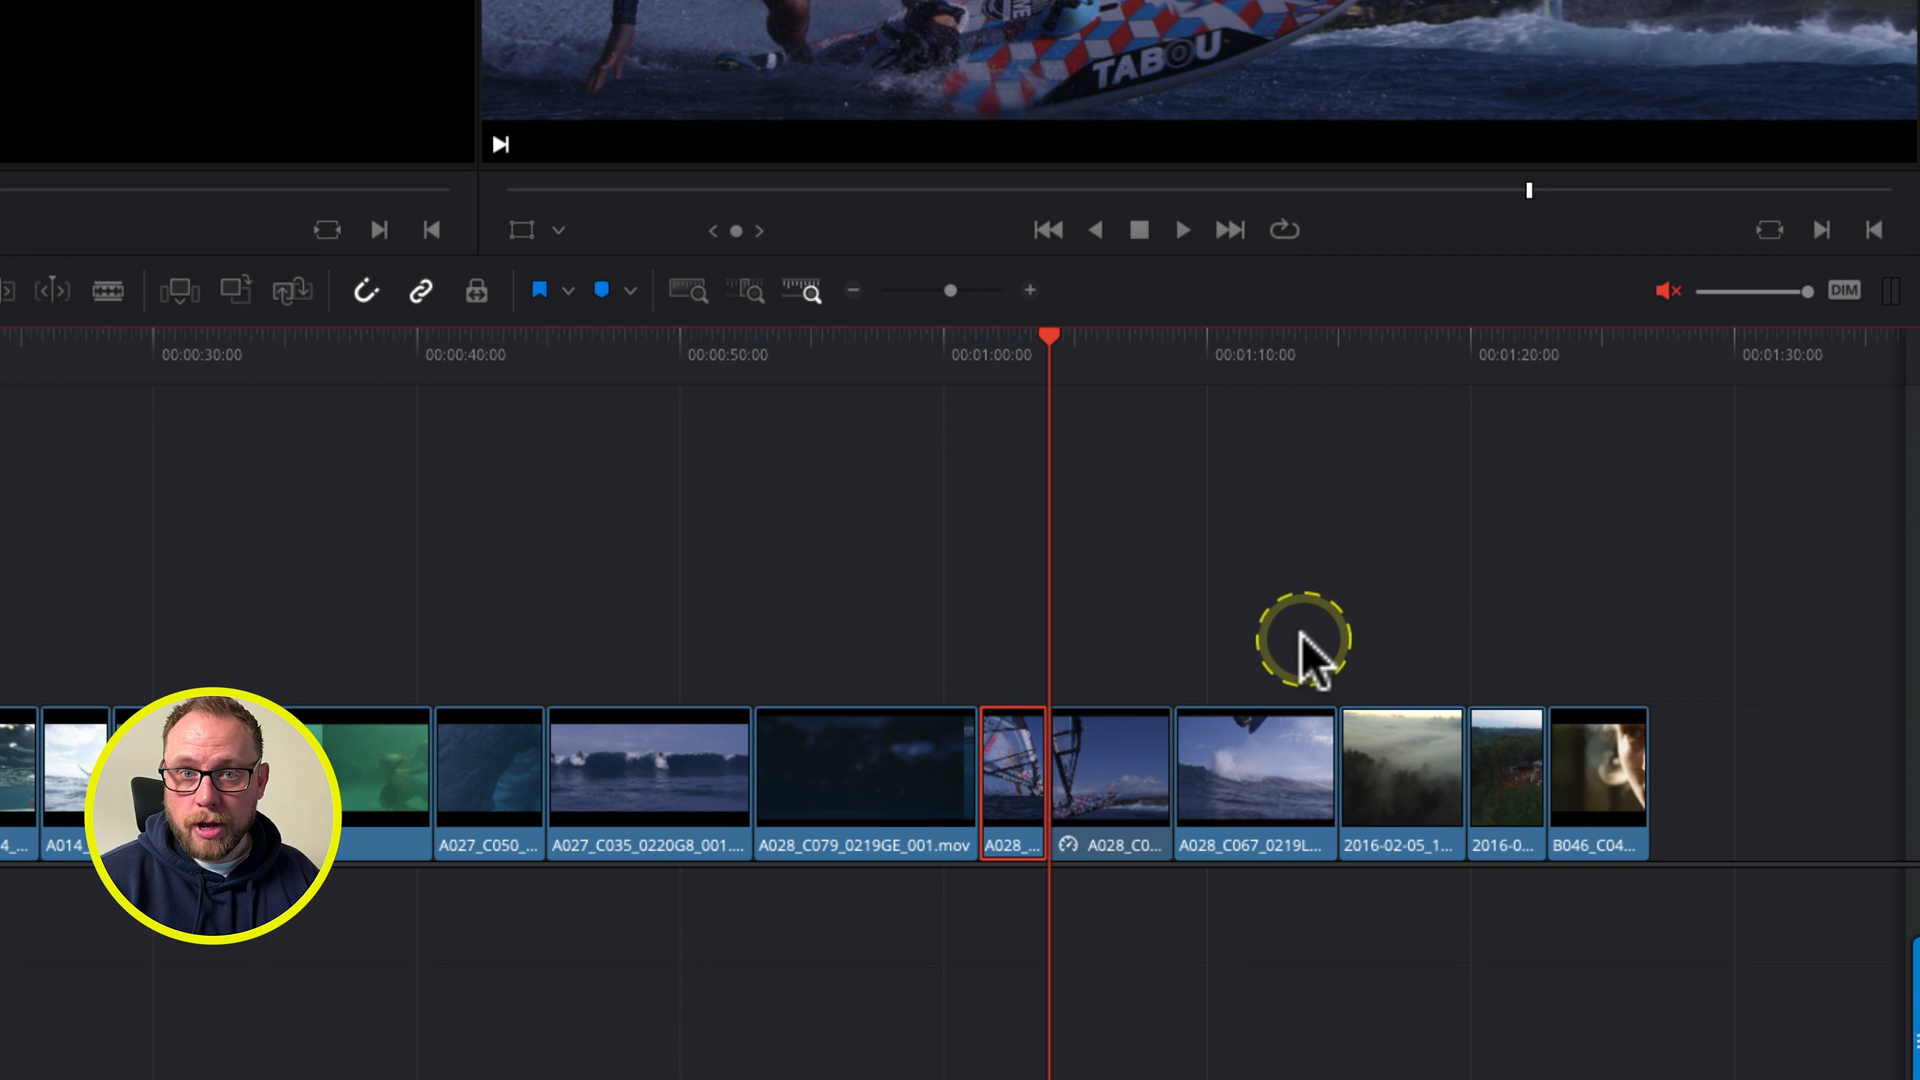 TABOU
DIM
00:00:30:00
00:00:40:00
00:00:50:00
00:01:00:00
00:01:10:00
00:01:20:00
00:01:30:00
4_...
A014_
A027_C050_...
A027_C035_0220G8_001....
A028_C079_0219GE_001.mov
A028_...
A028_C0...
A028_C067_0219L...
2016-02-05_1...
2016-0...
B046_C04...